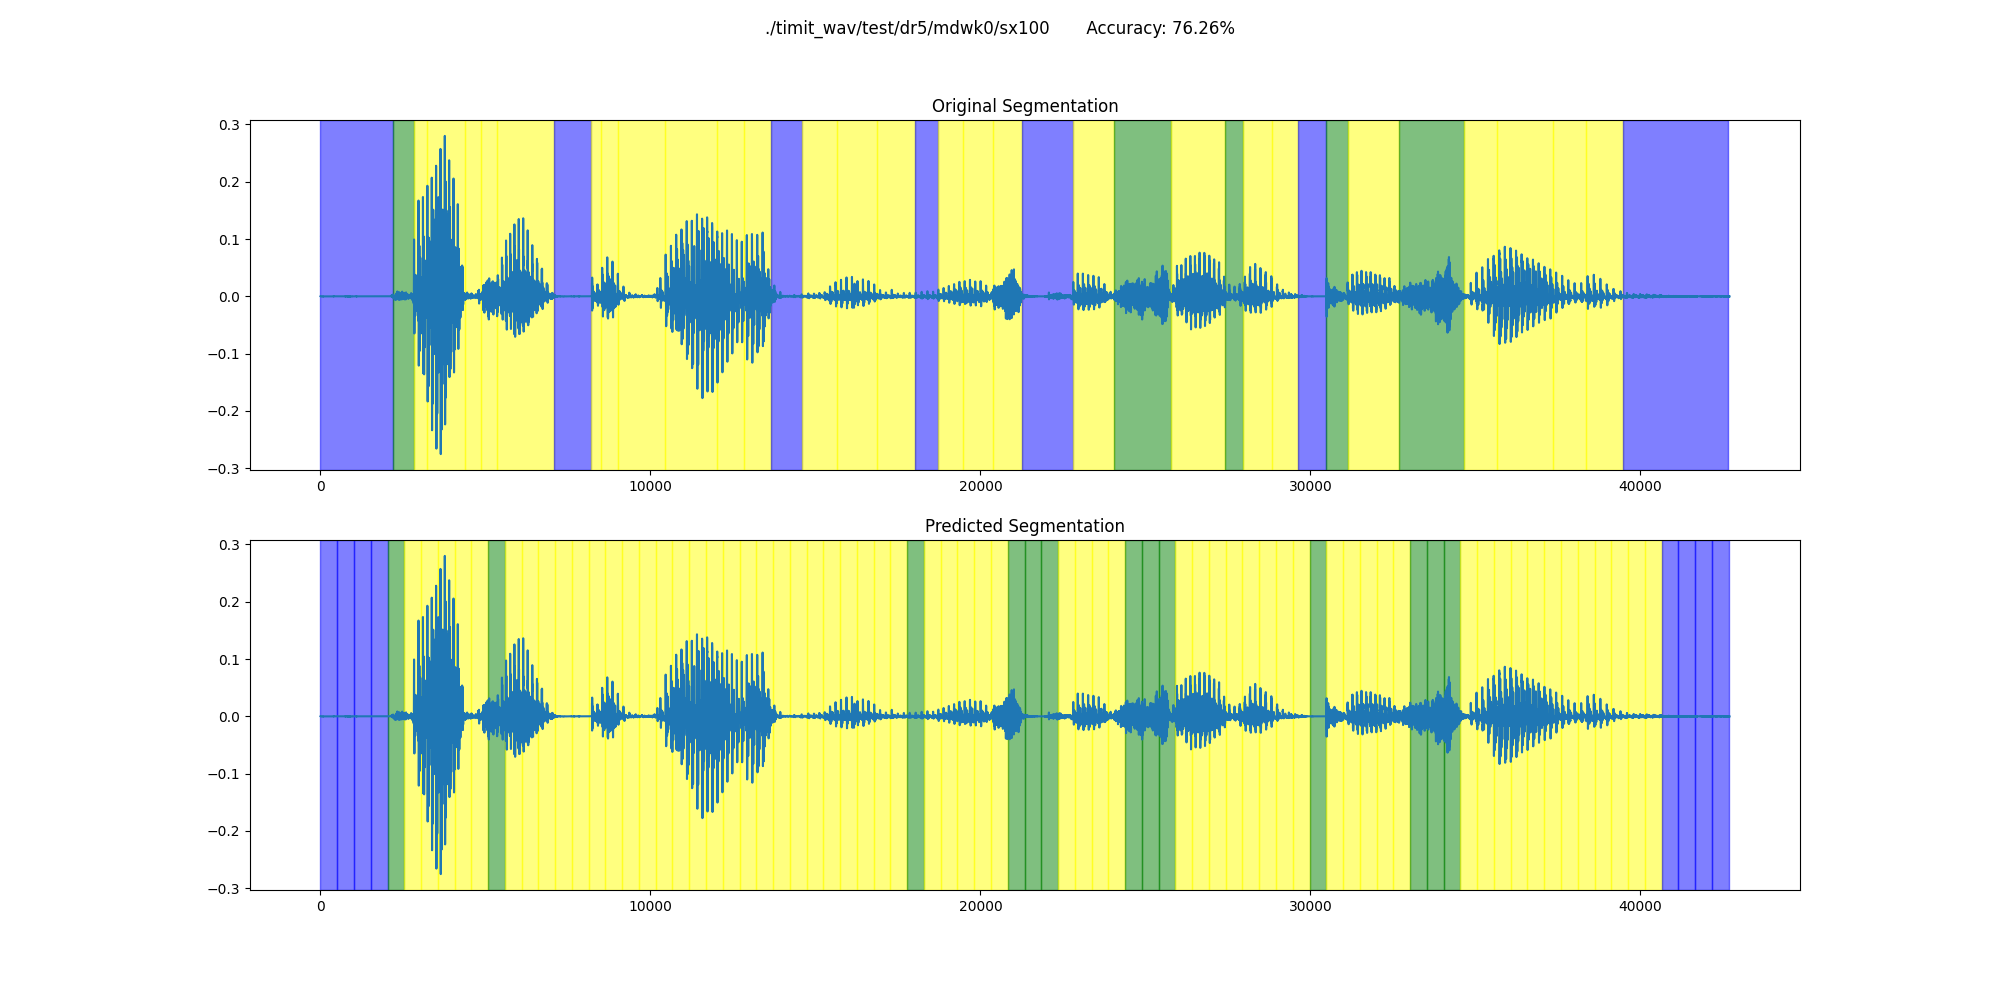 ./timit_wav/test/dr5/mdwk0/sx100 Accuracy: 76.26%
Original Segmentation
0.3
0.2
0.1
0.0
−0.1
−0.2
−0.3
0 10000 20000 30000 40000
Predicted Segmentation
0.3
0.2
0.1
0.0
−0.1
−0.2
−0.3
0 10000 20000 30000 40000